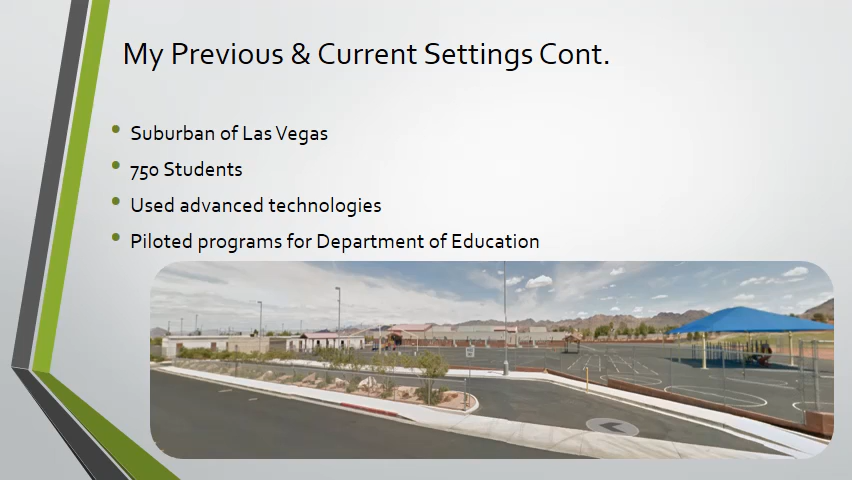 My Previous & Current Settings Cont.
• Suburban of Las Vegas
• 750 Students
• Used advanced technologies
• Piloted programs for Department of Education